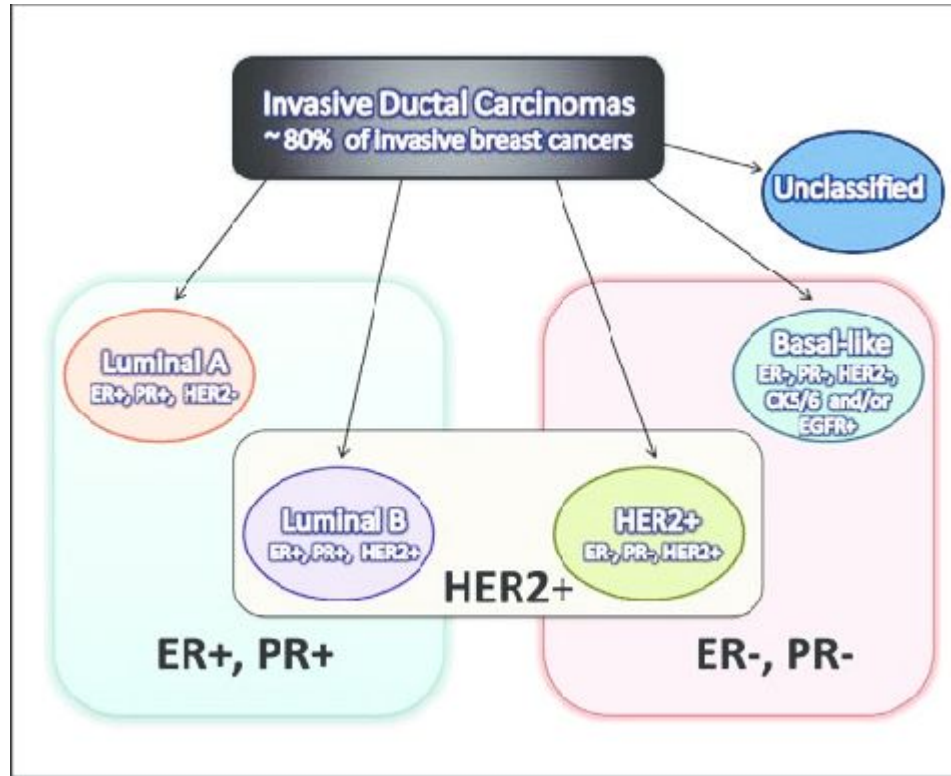 Invasive Ductal Carcinomas
~ 80% of invasive breast cancers
Unclassified
Luminal A
ER+, PR+, HER2-
Basal-like
ER-, PR-, HER2-,
CK5/6 and/or
EGFR+
Luminal B
ER+, PR+, HER2+
HER2+
ER-, PR-, HER2+
HER2+
ER+, PR+
ER-, PR-